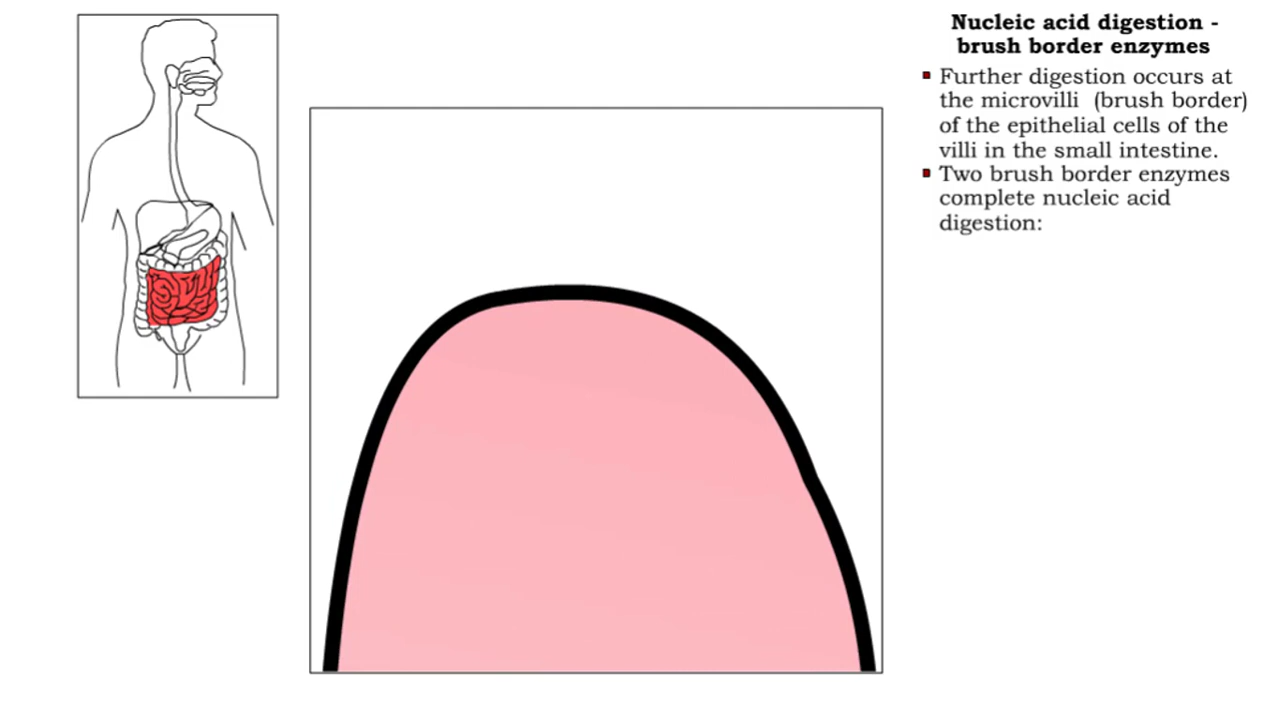 Nucleic acid digestion -
brush border enzymes
Further digestion occurs at
the microvilli (brush border)
of the epithelial cells of the
villi in the small intestine.
Two brush border enzymes
complete nucleic acid
digestion: